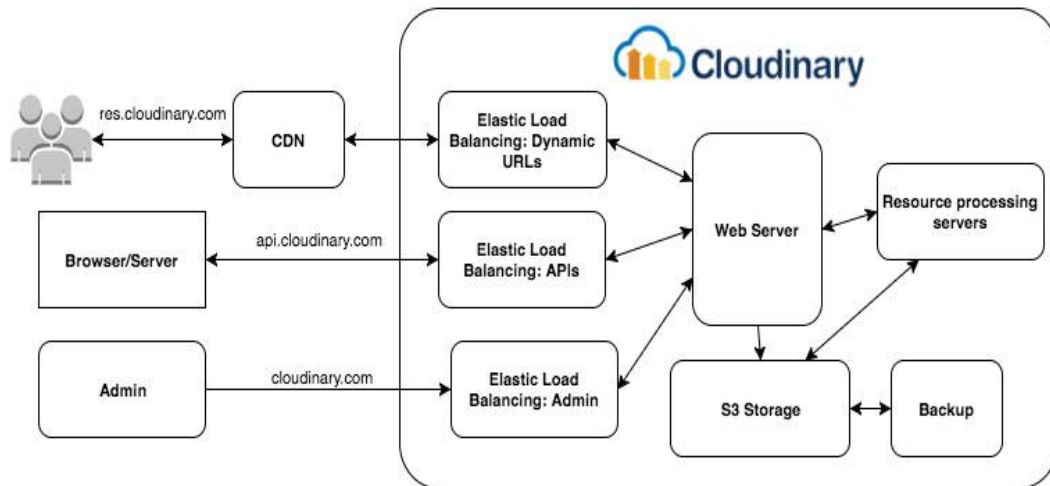 Cloudinary
res.cloudinary.com
CDN
Elastic Load
Balancing: Dynamic
URLs
Web Server
Resource processing
servers
api.cloudinary.com
Browser/Server
Elastic Load
Balancing: APIs
cloudinary.com
Admin
Elastic Load
Balancing: Admin
S3 Storage
Backup